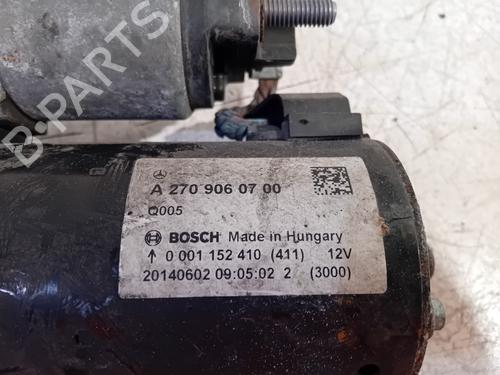 B-PARTS
A 270 906 07 00
Q005
BOSCH Made in Hungary
↑ 0 001 152 410 (411) 12V
20140602 09:05:02 2 (3000)